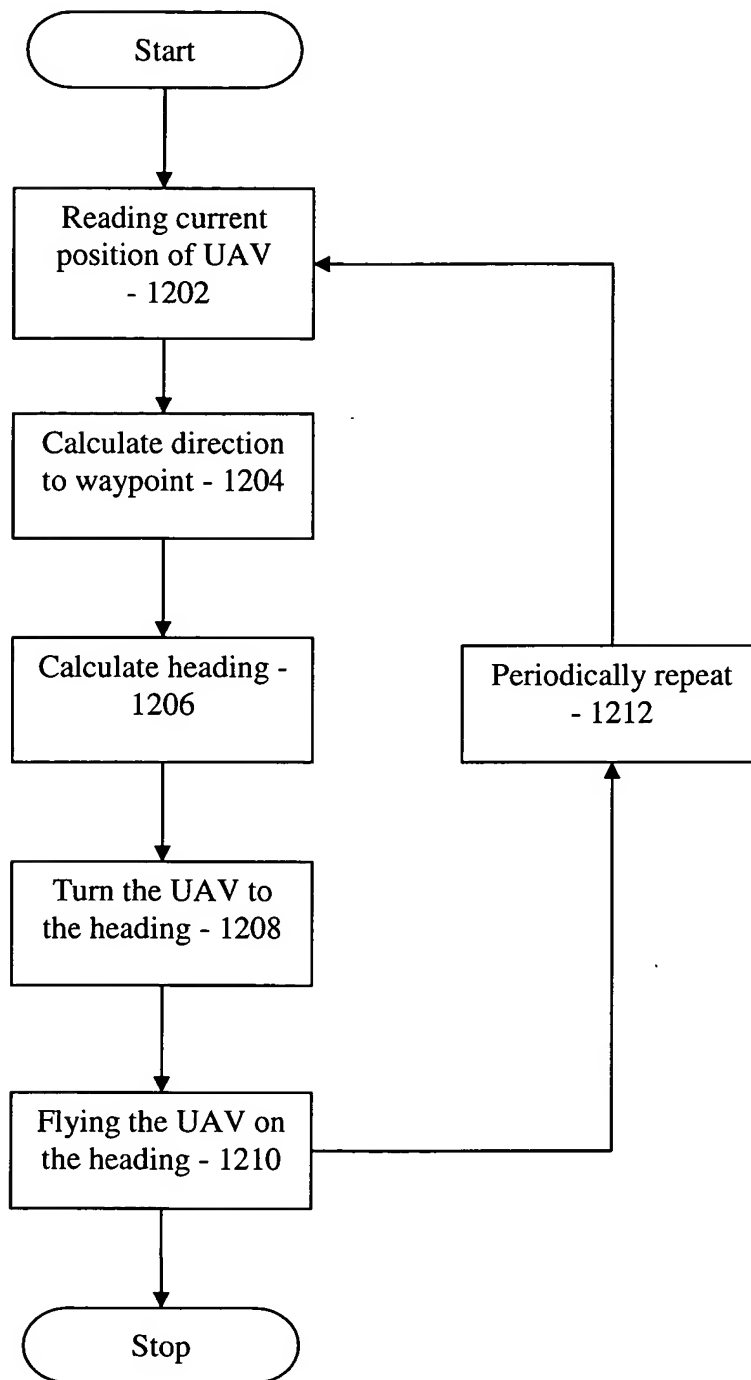 Start
Reading current
position of UAV
- 1202
Calculate direction
to waypoint - 1204
Calculate heading -
1206
Periodically repeat
- 1212
Turn the UAV to
the heading - 1208
Flying the UAV on
the heading - 1210
Stop